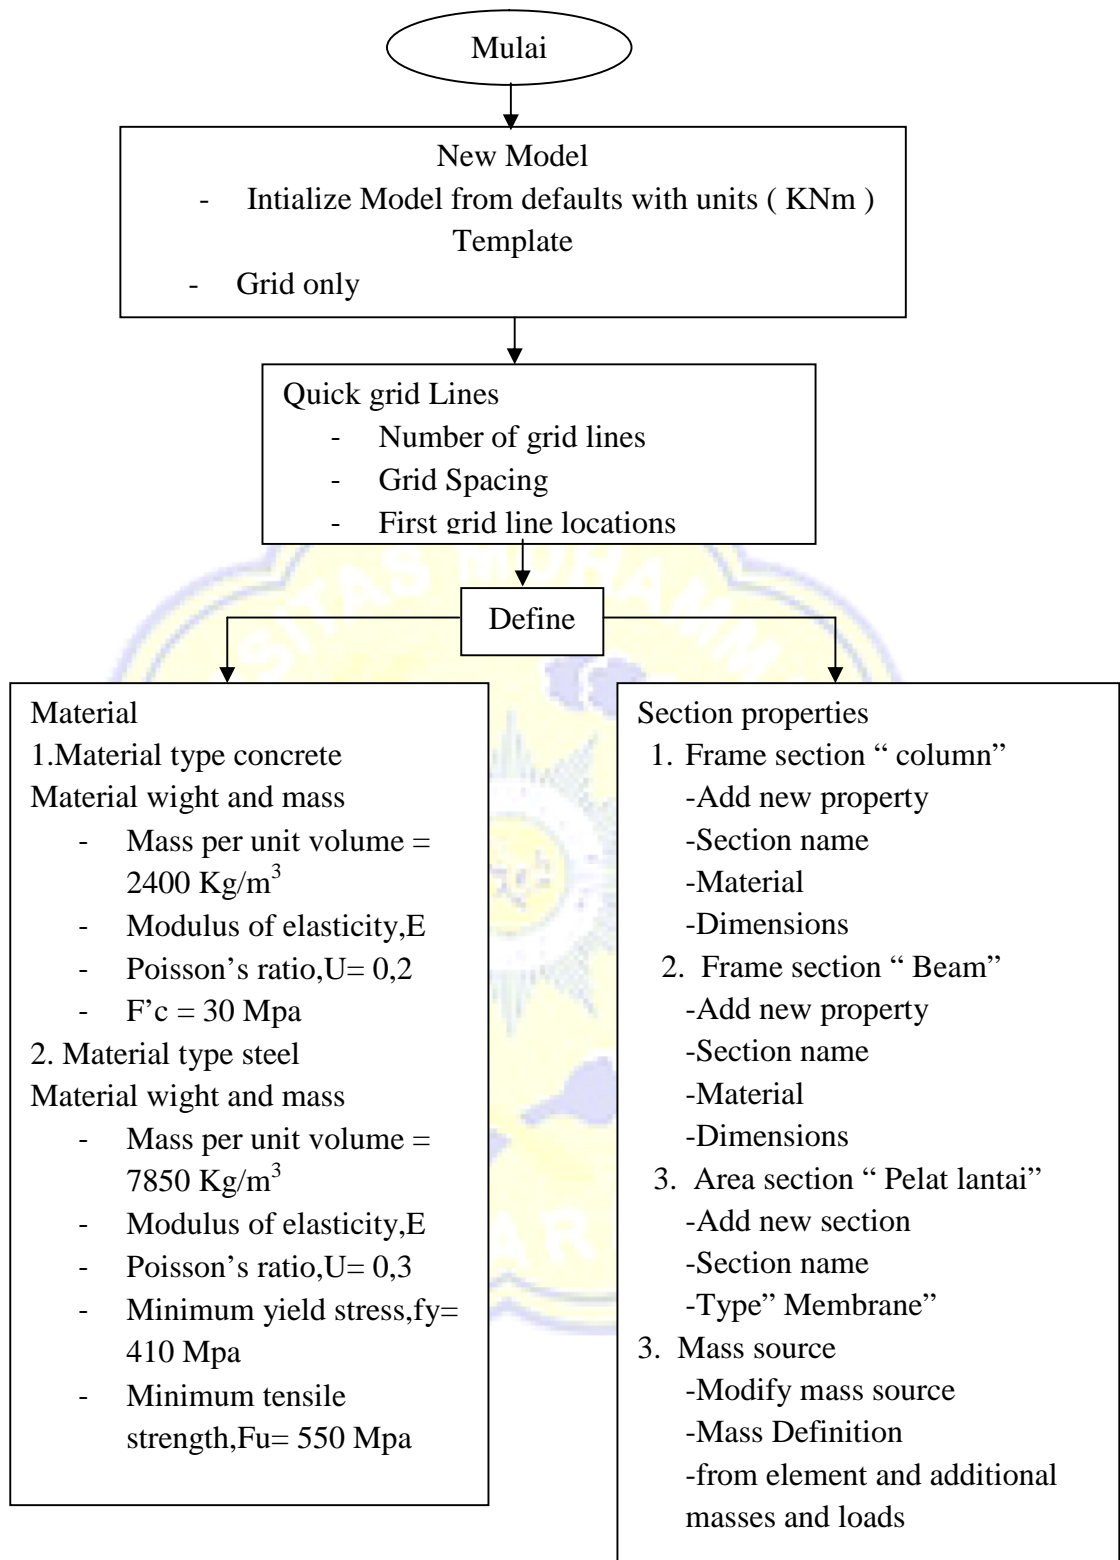 Mulai
New Model
- Intialize Model from defaults with units ( KNm )
Template
- Grid only
Quick grid Lines
- Number of grid lines
- Grid Spacing
- First grid line locations
Define
Material
1.Material type concrete
Material wight and mass
- Mass per unit volume =
2400 Kg/m³
- Modulus of elasticity,E
- Poisson’s ratio,U= 0,2
- F’c = 30 Mpa
2. Material type steel
Material wight and mass
- Mass per unit volume =
7850 Kg/m³
- Modulus of elasticity,E
- Poisson’s ratio,U= 0,3
- Minimum yield stress,fy=
410 Mpa
- Minimum tensile
strength,Fu= 550 Mpa
Section properties
1. Frame section “ column”
-Add new property
-Section name
-Material
-Dimensions
2. Frame section “ Beam”
-Add new property
-Section name
-Material
-Dimensions
3. Area section “ Pelat lantai”
-Add new section
-Section name
-Type” Membrane”
3. Mass source
-Modify mass source
-Mass Definition
-from element and additional
masses and loads